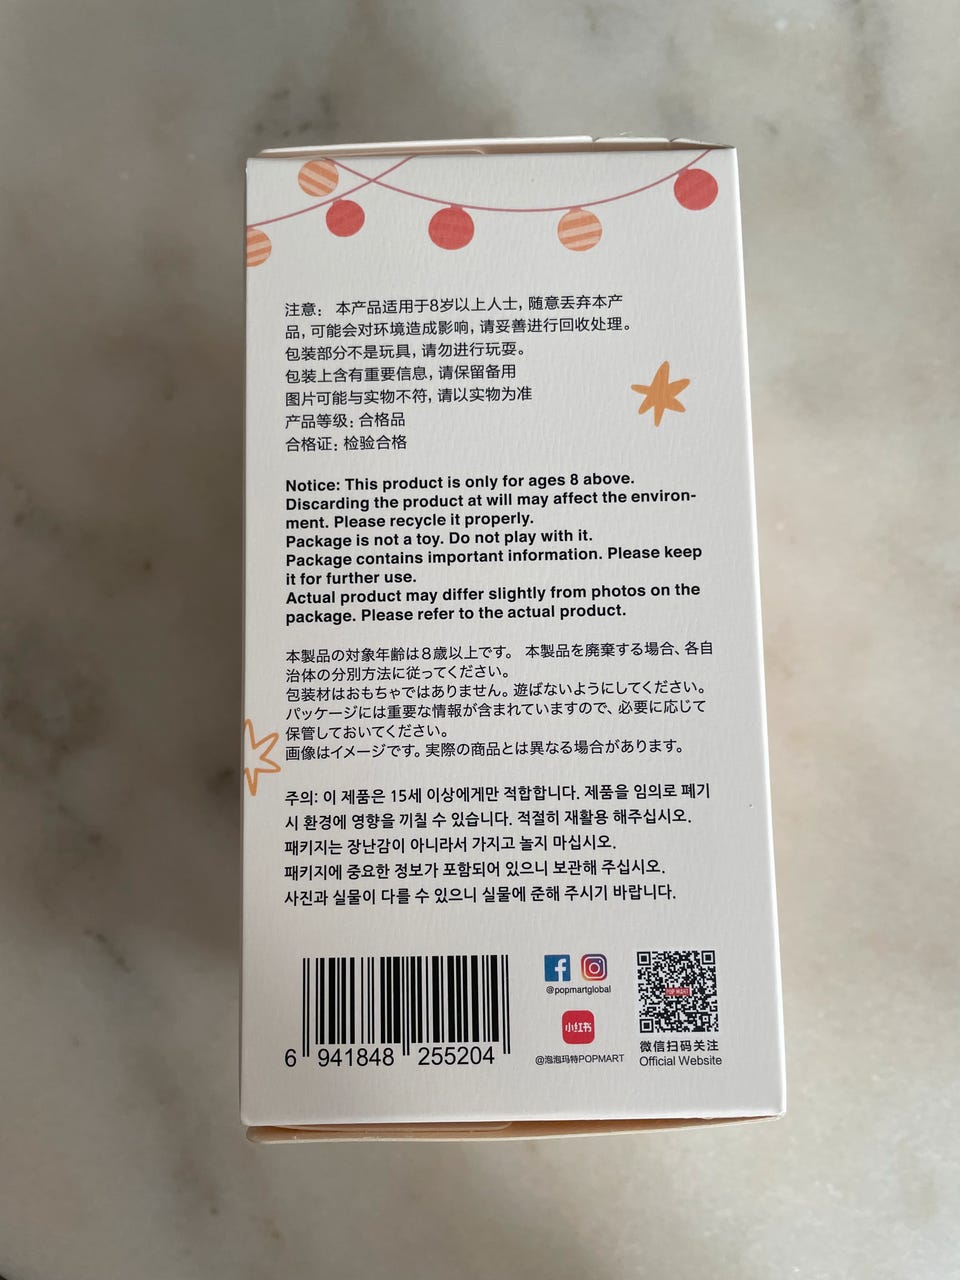 注意： 本产品适用于8岁以上人士, 随意丢弃本产
品, 可能会对环境造成影响, 请妥善进行回收处理。
包装部分不是玩具, 请勿进行玩耍。
包装上含有重要信息, 请保留备用
图片可能与实物不符, 请以实物为准
产品等级: 合格品
合格证: 检验合格
Notice: This product is only for ages 8 above.
Discarding the product at will may affect the environ-
ment. Please recycle it properly.
Package is not a toy. Do not play with it.
Package contains important information. Please keep
it for further use.
Actual product may differ slightly from photos on the
package. Please refer to the actual product.
本製品の対象年齢は8歳以上です。 本製品を廃棄する場合、各自
治体の分別方法に従ってください。
包装材はおもちゃではありません。遊ばないようにしてください。
パッケージには重要な情報が含まれていますので、必要に応じて
保管しておいてください。
画像はイメージです。実際の商品とは異なる場合があります。
주의: 이 제품은 15세 이상에게만 적합합니다. 제품을 임의로 폐기
시 환경에 영향을 끼칠 수 있습니다. 적절히 재활용 해주십시오.
패키지는 장난감이 아니라서 가지고 놀지 마십시오.
패키지에 중요한 정보가 포함되어 있으니 보관해 주십시오.
사진과 실물이 다를 수 있으니 실물에 준해 주시기 바랍니다.
6 941848 255204
@popmartglobal
小红书
@泡泡玛特POPMART
POP MART
微信扫码关注
Official Website